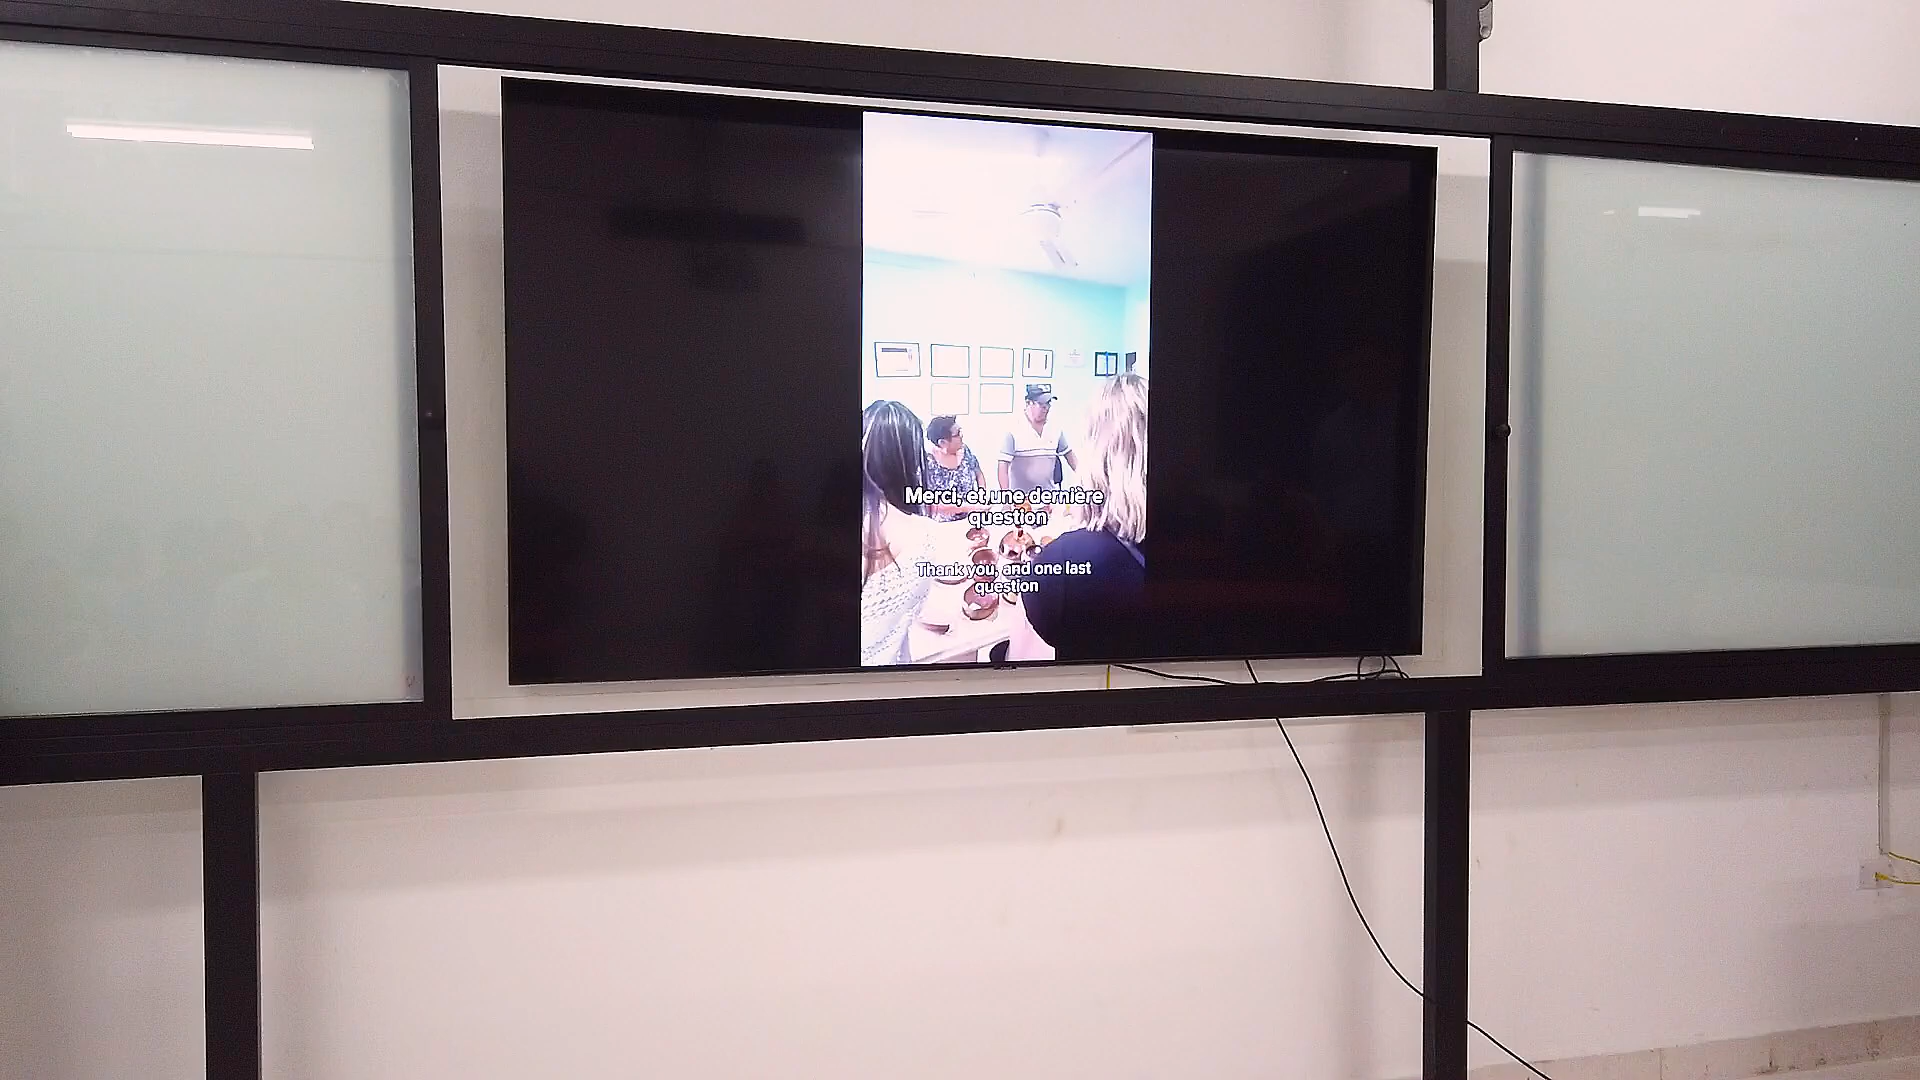 Merci, et une dernière
question
Thank you, and one last
question